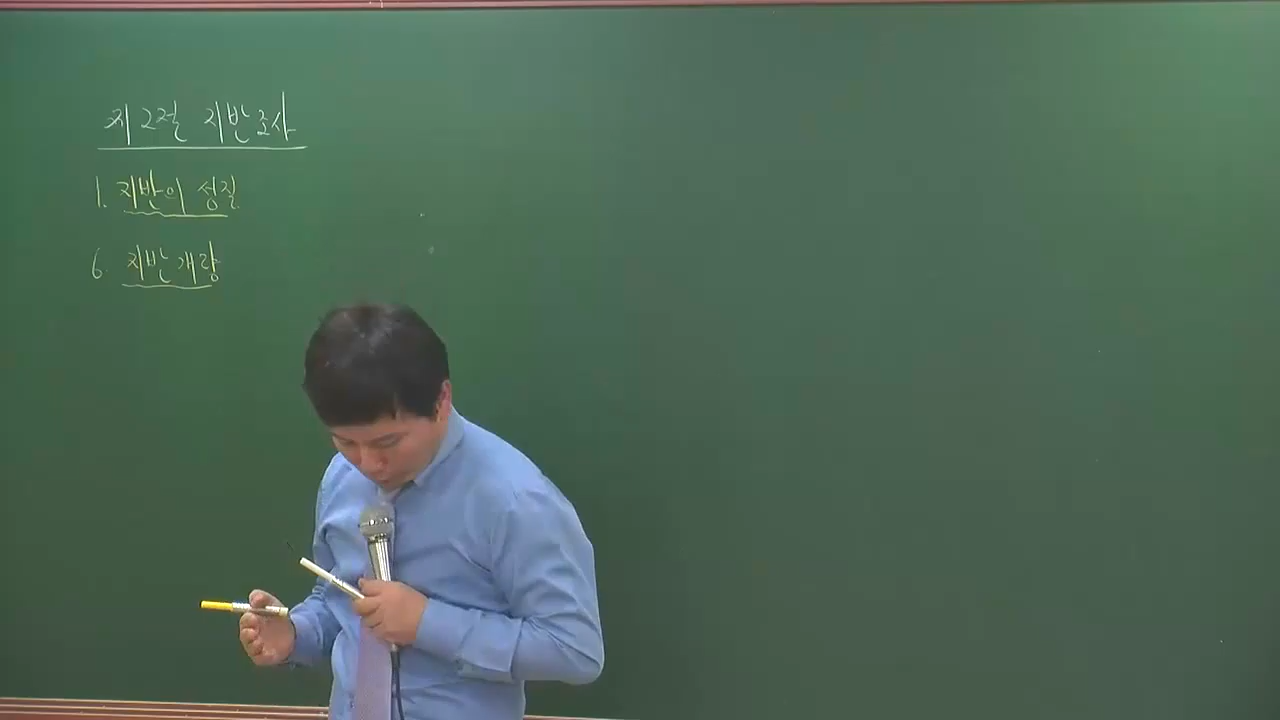 제2절 지반조사
1. 지반의 성질
6. 지반개량